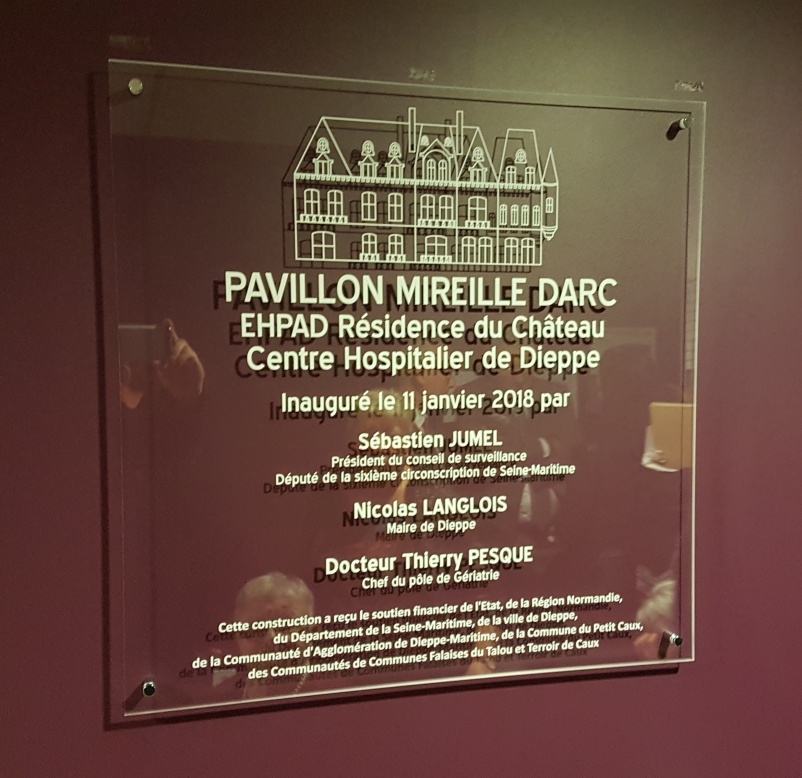 PAVILLON MIREILLE DARC
EHPAD Résidence du Château
Centre Hospitalier de Dieppe
Inauguré le 11 janvier 2018 par
Sébastien JUMEL
Président du conseil de surveillance
Député de la sixième circonscription de Seine-Maritime
Nicolas LANGLOIS
Maire de Dieppe
Docteur Thierry PESQUE
Chef du pôle de Gériatrie
Cette construction a reçu le soutien financier de l'Etat, de la Région Normandie,
du Département de la Seine-Maritime, de la ville de Dieppe,
de la Communauté d'Agglomération de Dieppe-Maritime, de la Commune du Petit Caux,
des Communautés de Communes Falaises du Talou et Terroir de Caux